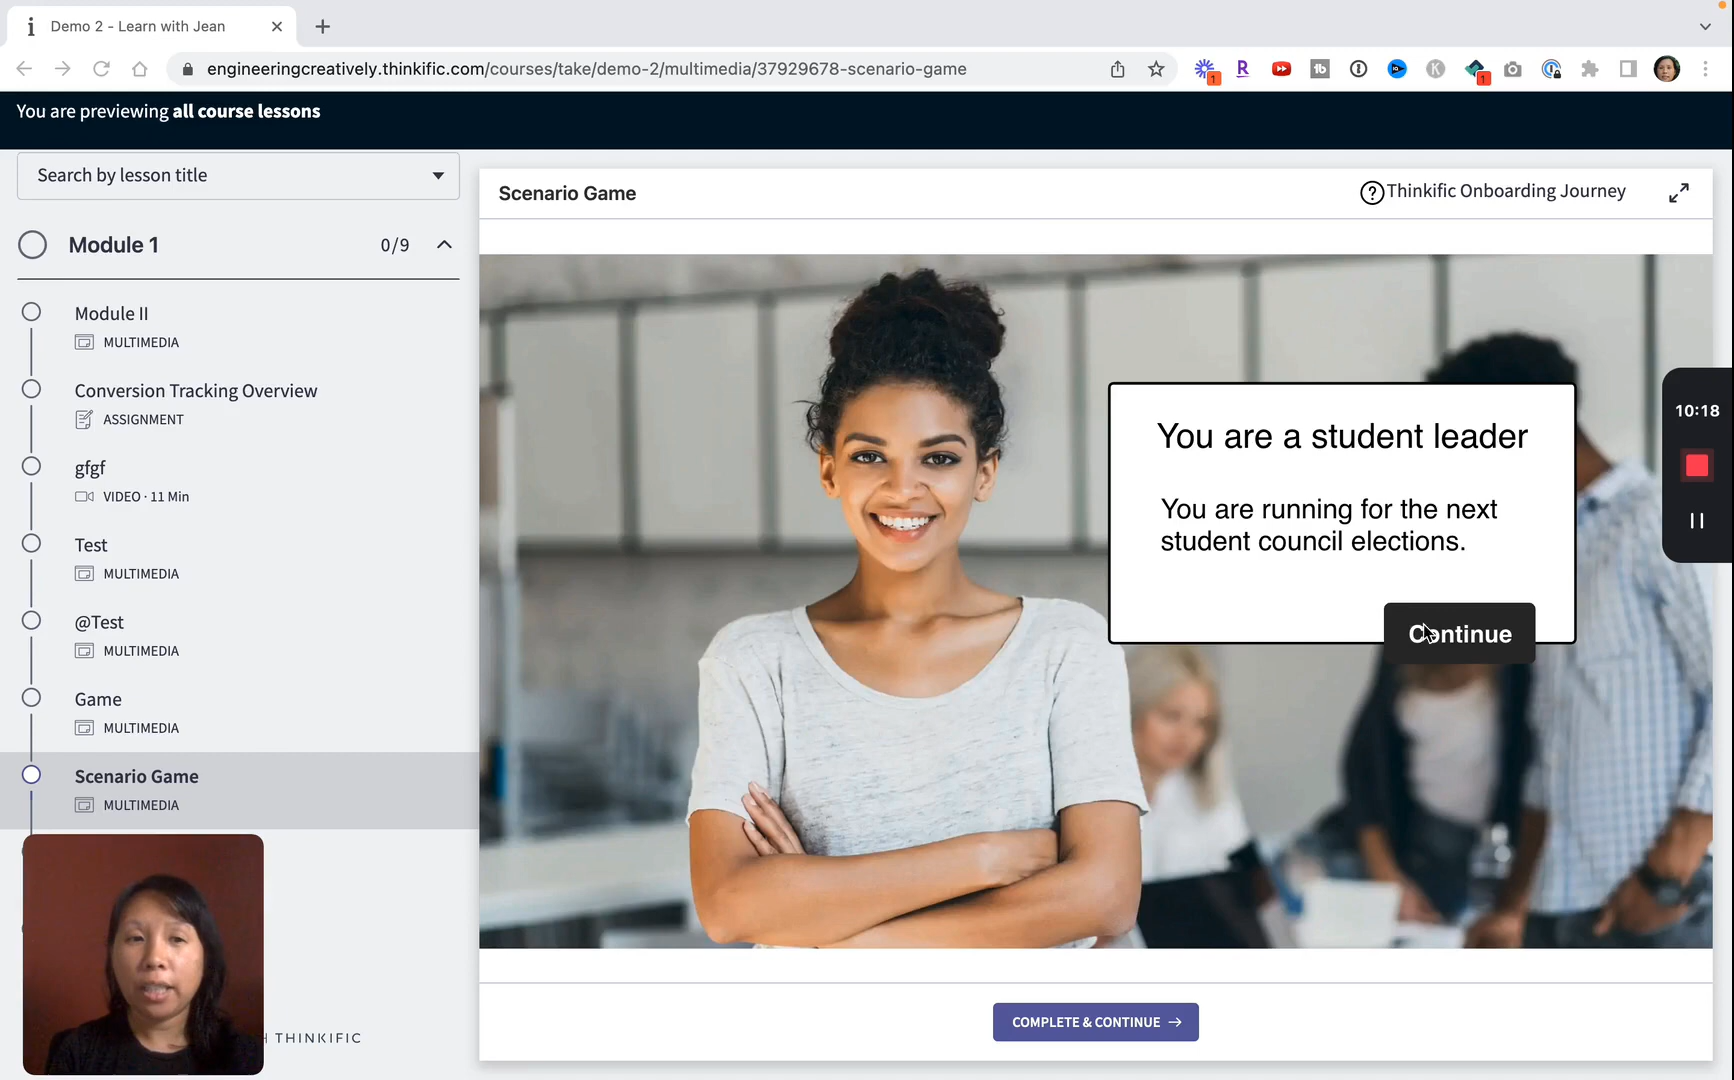 Demo 2 - Learn with Jean
engineeringcreatively.thinkific.com/courses/take/demo-2/multimedia/37929678-scenario-game
You are previewing all course lessons
Search by lesson title
Module 1 0/9
Module II
MULTIMEDIA
Conversion Tracking Overview
ASSIGNMENT
gfgf
VIDEO · 11 Min
Test
MULTIMEDIA
@Test
MULTIMEDIA
Game
MULTIMEDIA
Scenario Game
MULTIMEDIA
THINKIFIC
Scenario Game
Thinkific Onboarding Journey
You are a student leader
You are running for the next
student council elections.
Continue
COMPLETE & CONTINUE →
10:18